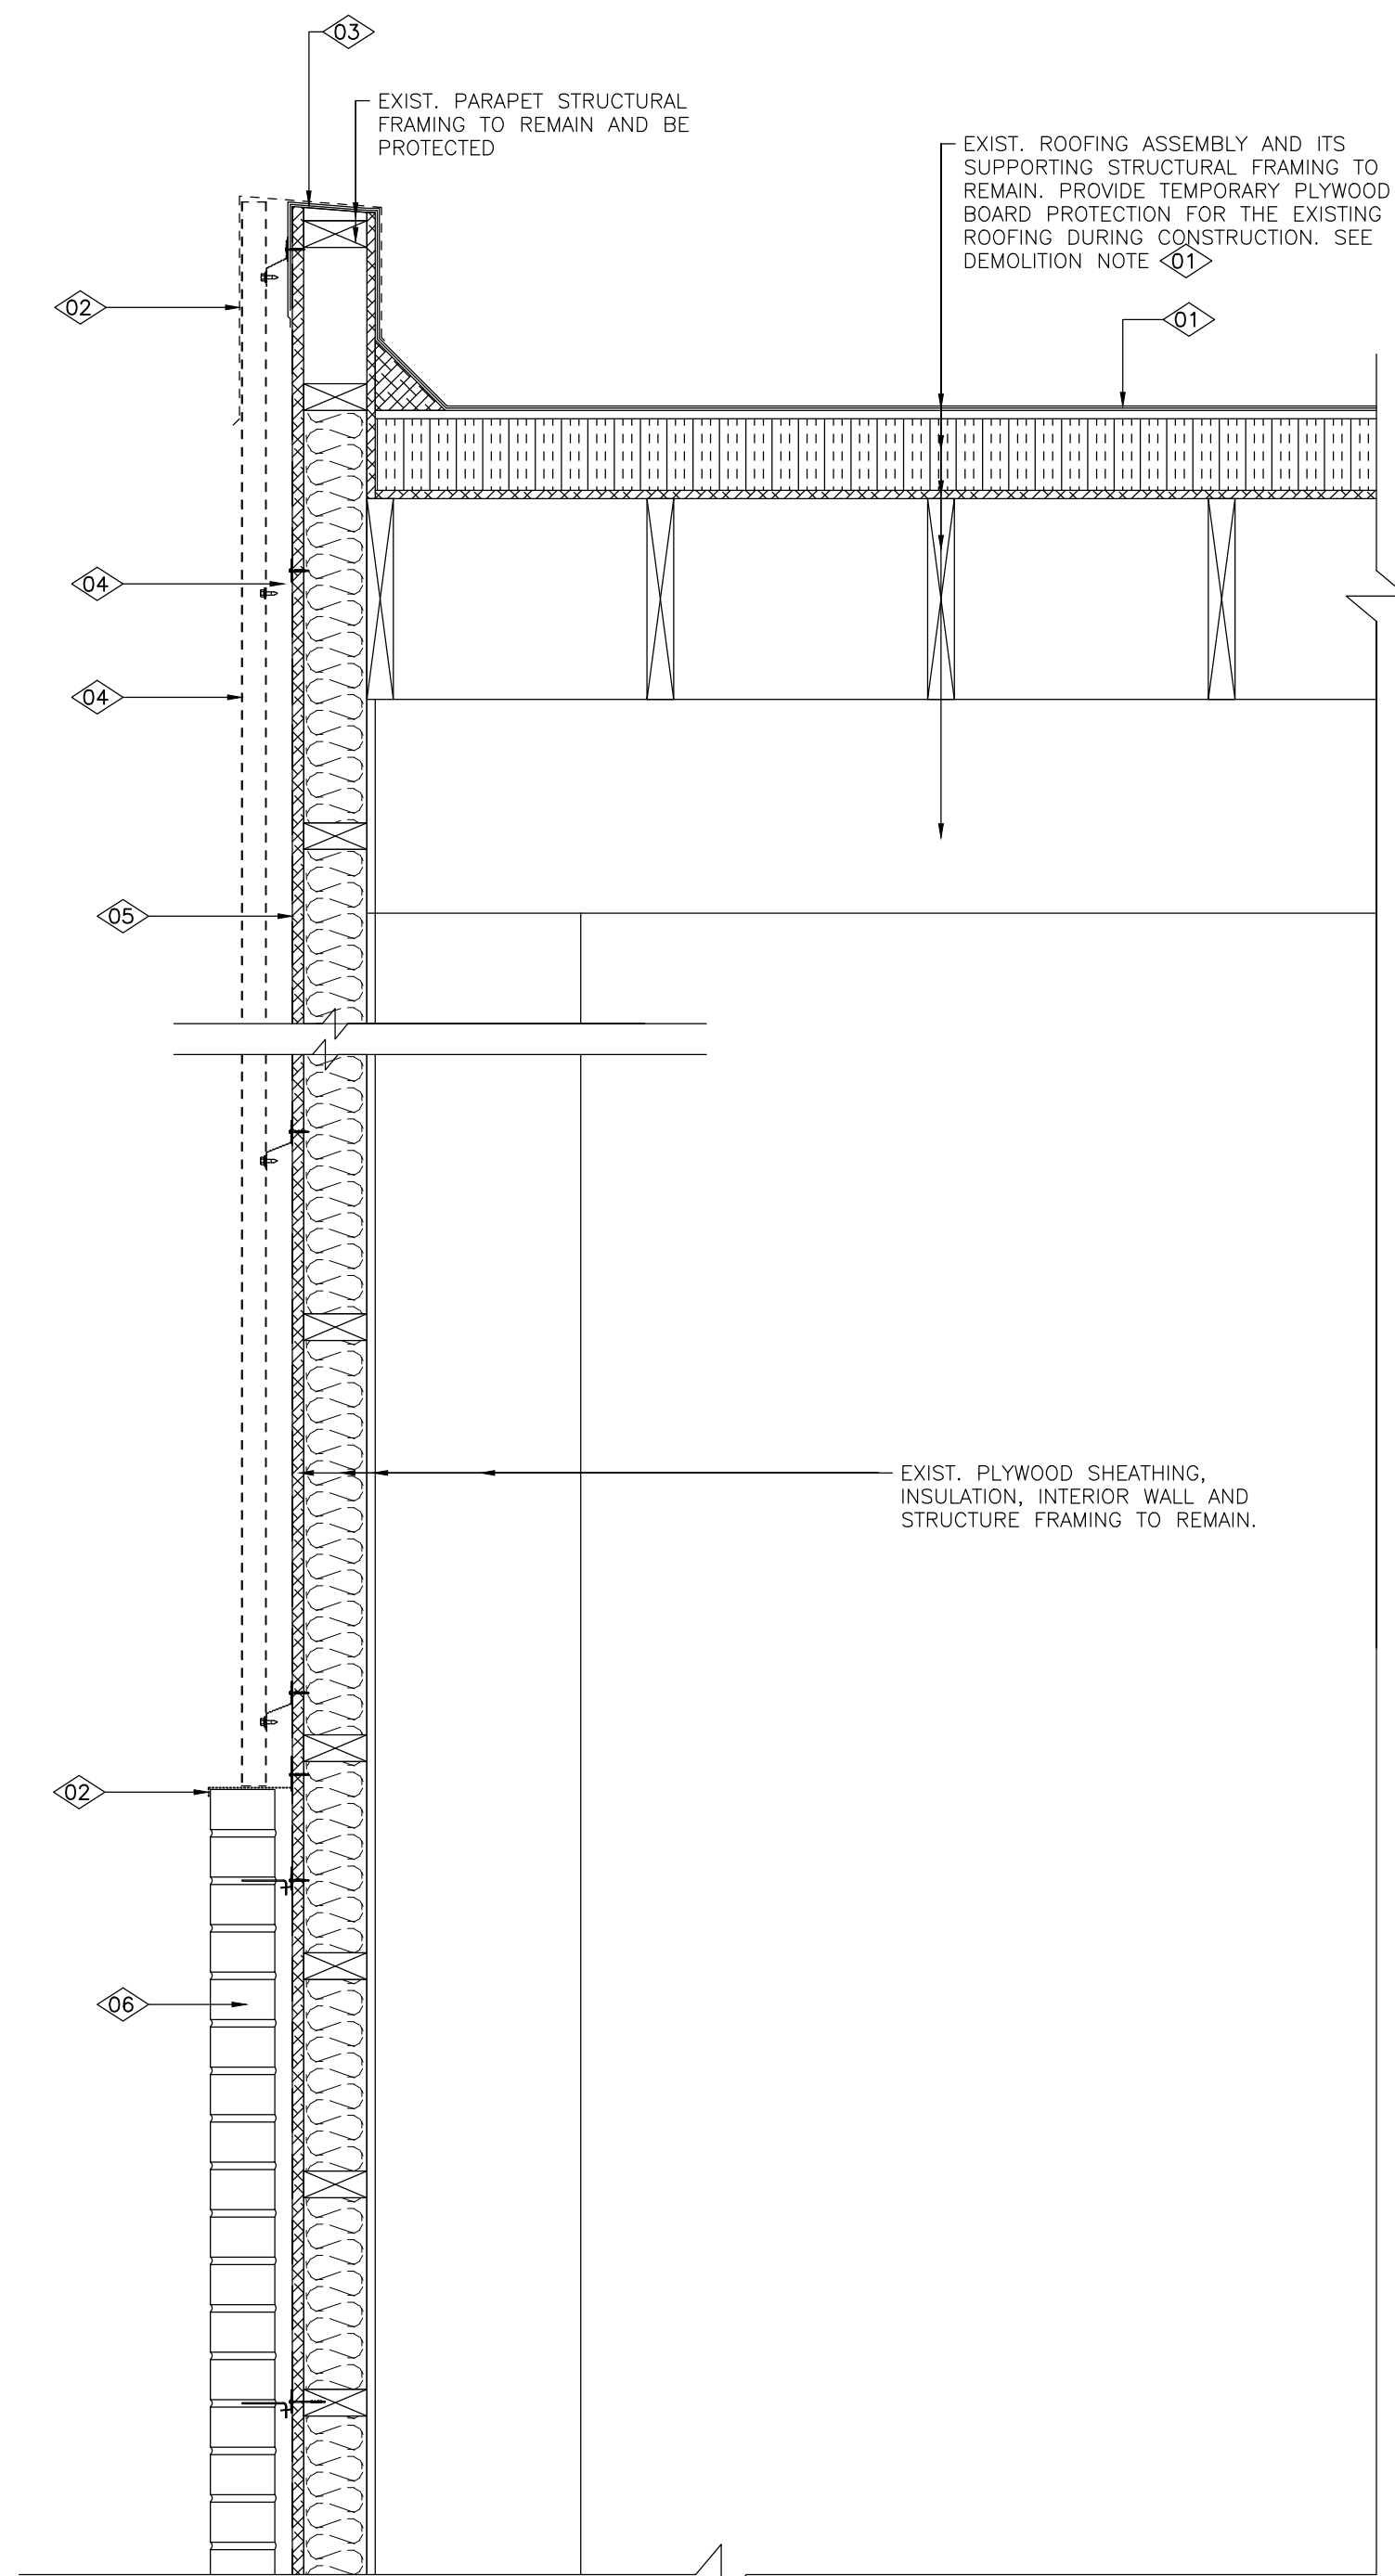 03
EXIST. PARAPET STRUCTURAL
FRAMING TO REMAIN AND BE
PROTECTED
EXIST. ROOFING ASSEMBLY AND ITS
SUPPORTING STRUCTURAL FRAMING TO
REMAIN. PROVIDE TEMPORARY PLYWOOD
BOARD PROTECTION FOR THE EXISTING
ROOFING DURING CONSTRUCTION. SEE
DEMOLITION NOTE 01
02
01
04
04
05
EXIST. PLYWOOD SHEATHING,
INSULATION, INTERIOR WALL AND
STRUCTURE FRAMING TO REMAIN.
02
06